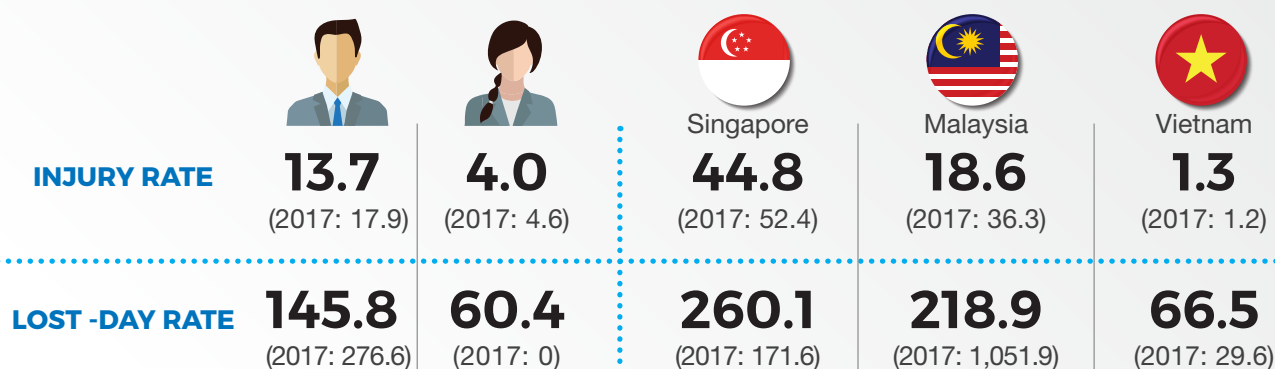 Singapore Malaysia Vietnam
INJURY RATE 13.7 4.0 44.8 18.6 1.3
(2017: 17.9) (2017: 4.6) (2017: 52.4) (2017: 36.3) (2017: 1.2)
LOST -DAY RATE 145.8 60.4 260.1 218.9 66.5
(2017: 276.6) (2017: 0) (2017: 171.6) (2017: 1,051.9) (2017: 29.6)